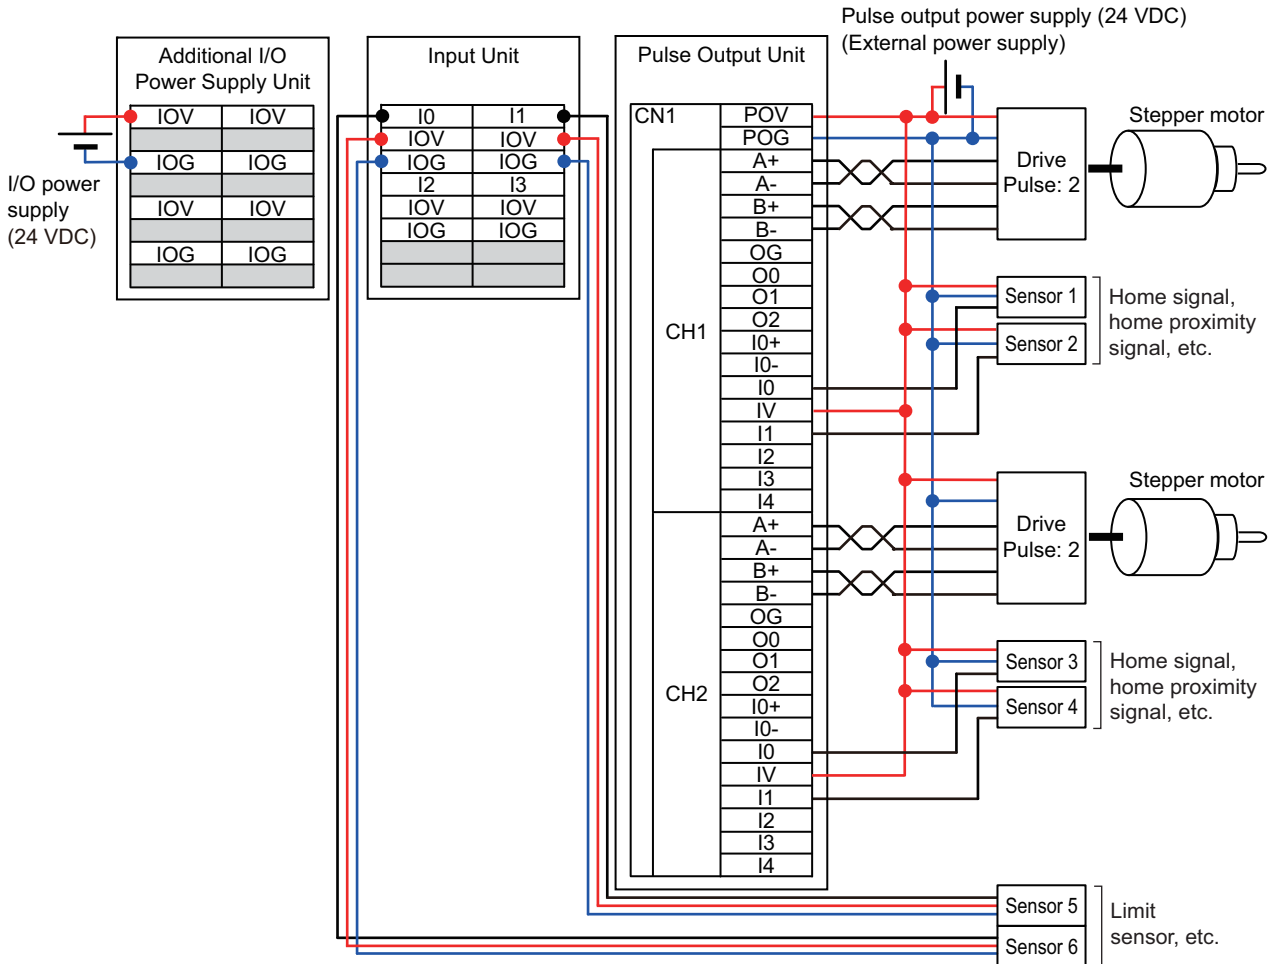 Pulse output power supply (24 VDC)
(External power supply)
Additional I/O
Power Supply Unit
IOV IOV
IOG IOG
IOV IOV
IOG IOG
I/O power
supply
(24 VDC)
Input Unit
I0 I1
IOV IOV
IOG IOG
I2 I3
IOV IOV
IOG IOG
Pulse Output Unit
CN1
POV
POG
CH1
A+
A-
B+
B-
OG
O0
O1
O2
I0+
I0-
I0
IV
I1
I2
I3
I4
CH2
A+
A-
B+
B-
OG
O0
O1
O2
I0+
I0-
I0
IV
I1
I2
I3
I4
Drive
Pulse: 2
Stepper motor
Sensor 1
Sensor 2
Home signal,
home proximity
signal, etc.
Drive
Pulse: 2
Stepper motor
Sensor 3
Sensor 4
Home signal,
home proximity
signal, etc.
Sensor 5
Sensor 6
Limit
sensor, etc.